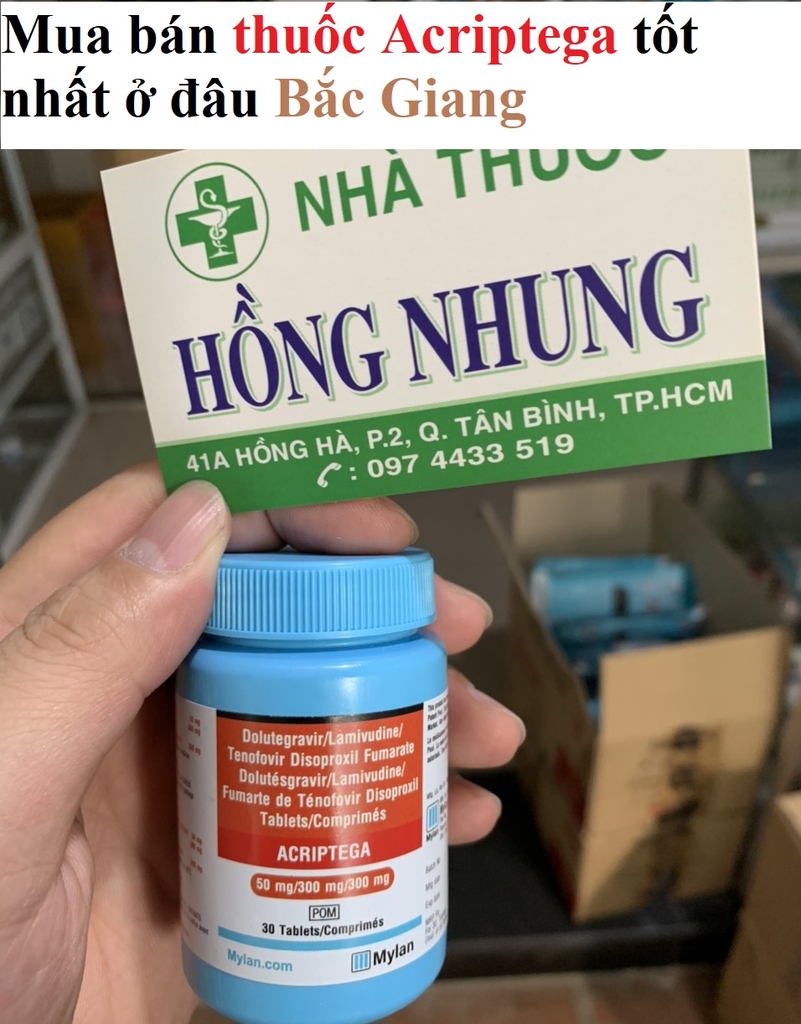 Mua bán thuốc Acriptega tốt
nhất ở đâu Bắc Giang
NHÀ THUỐC
HỒNG NHUNG
41A HỒNG HÀ, P.2, Q. TÂN BÌNH, TP.HCM
: 097 4433 519
Dolutegravir/Lamivudine/
Tenofovir Disoproxil Fumarate
Dolutésgravir/Lamivudine/
Fumarte de Ténofovir Disoproxil
Tablets/Comprimés
ACRIPTEGA
50 mg/300 mg/300 mg
POM
30 Tablets/Comprimés
Mylan.com
Mylan